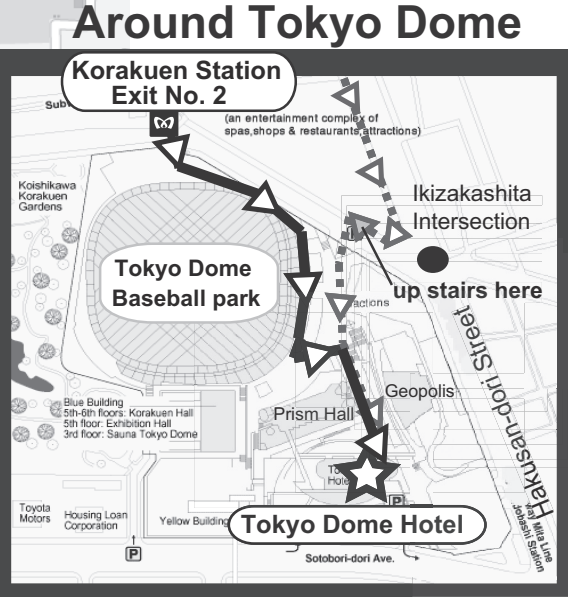 Around Tokyo Dome
Korakuen Station
Exit No. 2
(an entertainment complex of
spas,shops & restaurants,attractions)
Koishikawa
Korakuen
Gardens
Ikizakashita
Intersection
Tokyo Dome
Baseball park
up stairs here
Hakusan-dori Street
Blue Building
5th-6th floors: Korakuen Hall
5th floor: Exhibition Hall
3rd floor: Sauna Tokyo Dome
Prism Hall
Geopolis
P
Toyota
Motors
Housing Loan
Corporation
Yellow Building
Tokyo Dome Hotel
P
Sotobori-dori Ave.
Mita Line